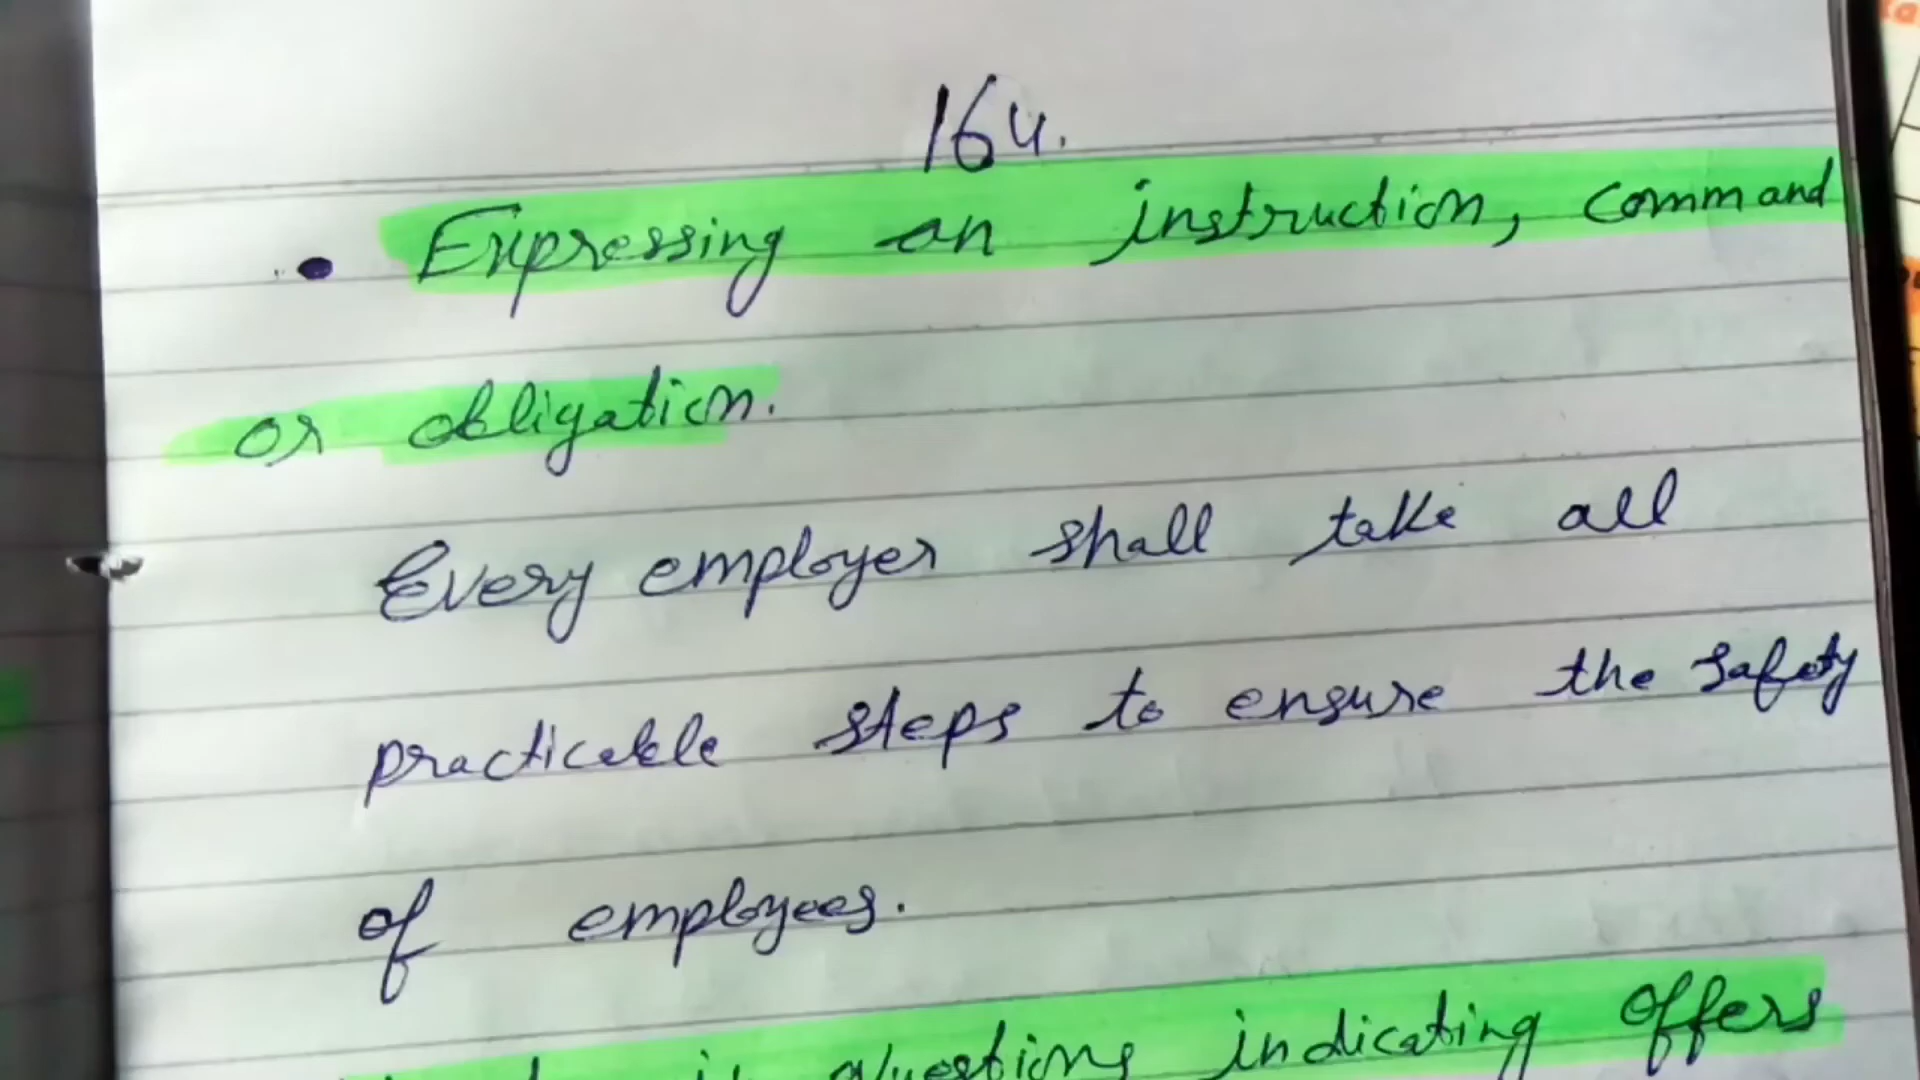 164.
• Expressing an instruction, command
or obligation.
Every employer shall take all
practicable steps to ensure the safety
of employees.
questions indicating offers